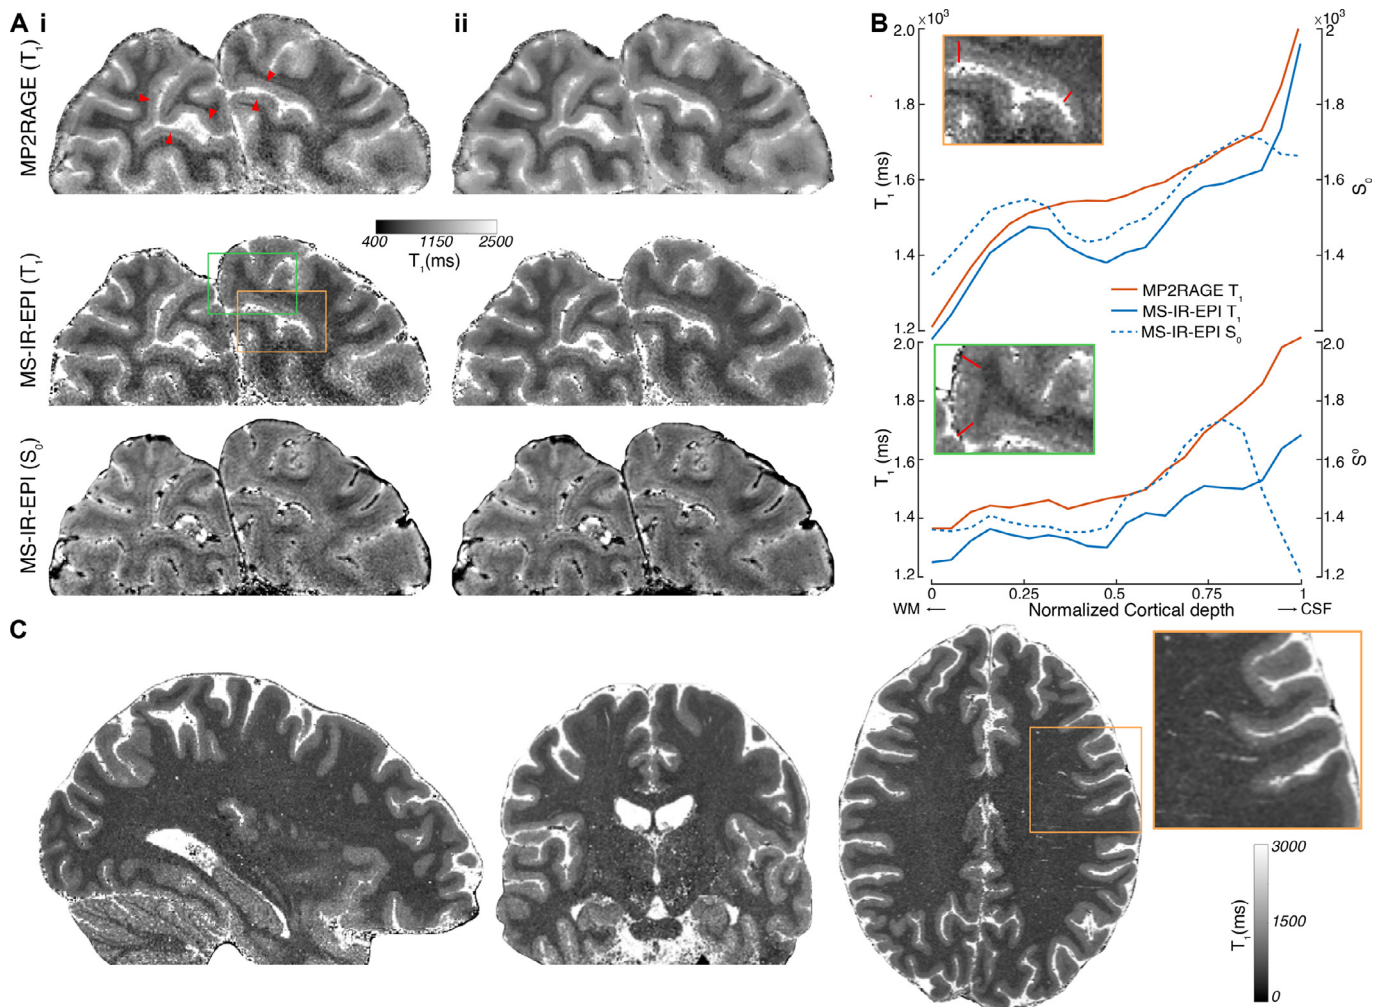 A i
ii
B
MP2RAGE (T₁)
MS-IR-EPI (T₁)
MS-IR-EPI (S₀)
400 1150 2500
T₁(ms)
×10³
×10³
2.0
1.8
1.6
1.4
1.2
T₁ (ms)
2
1.8
1.6
1.4
1.2
S₀
MP2RAGE T₁
MS-IR-EPI T₁
MS-IR-EPI S₀
2.0
1.8
1.6
1.4
1.2
T₁ (ms)
2.0
1.8
1.6
1.4
1.2
S⁰
0 0.25 0.5 0.75 1
WM ← Normalized Cortical depth → CSF
C
3000
1500
0
T₁(ms)